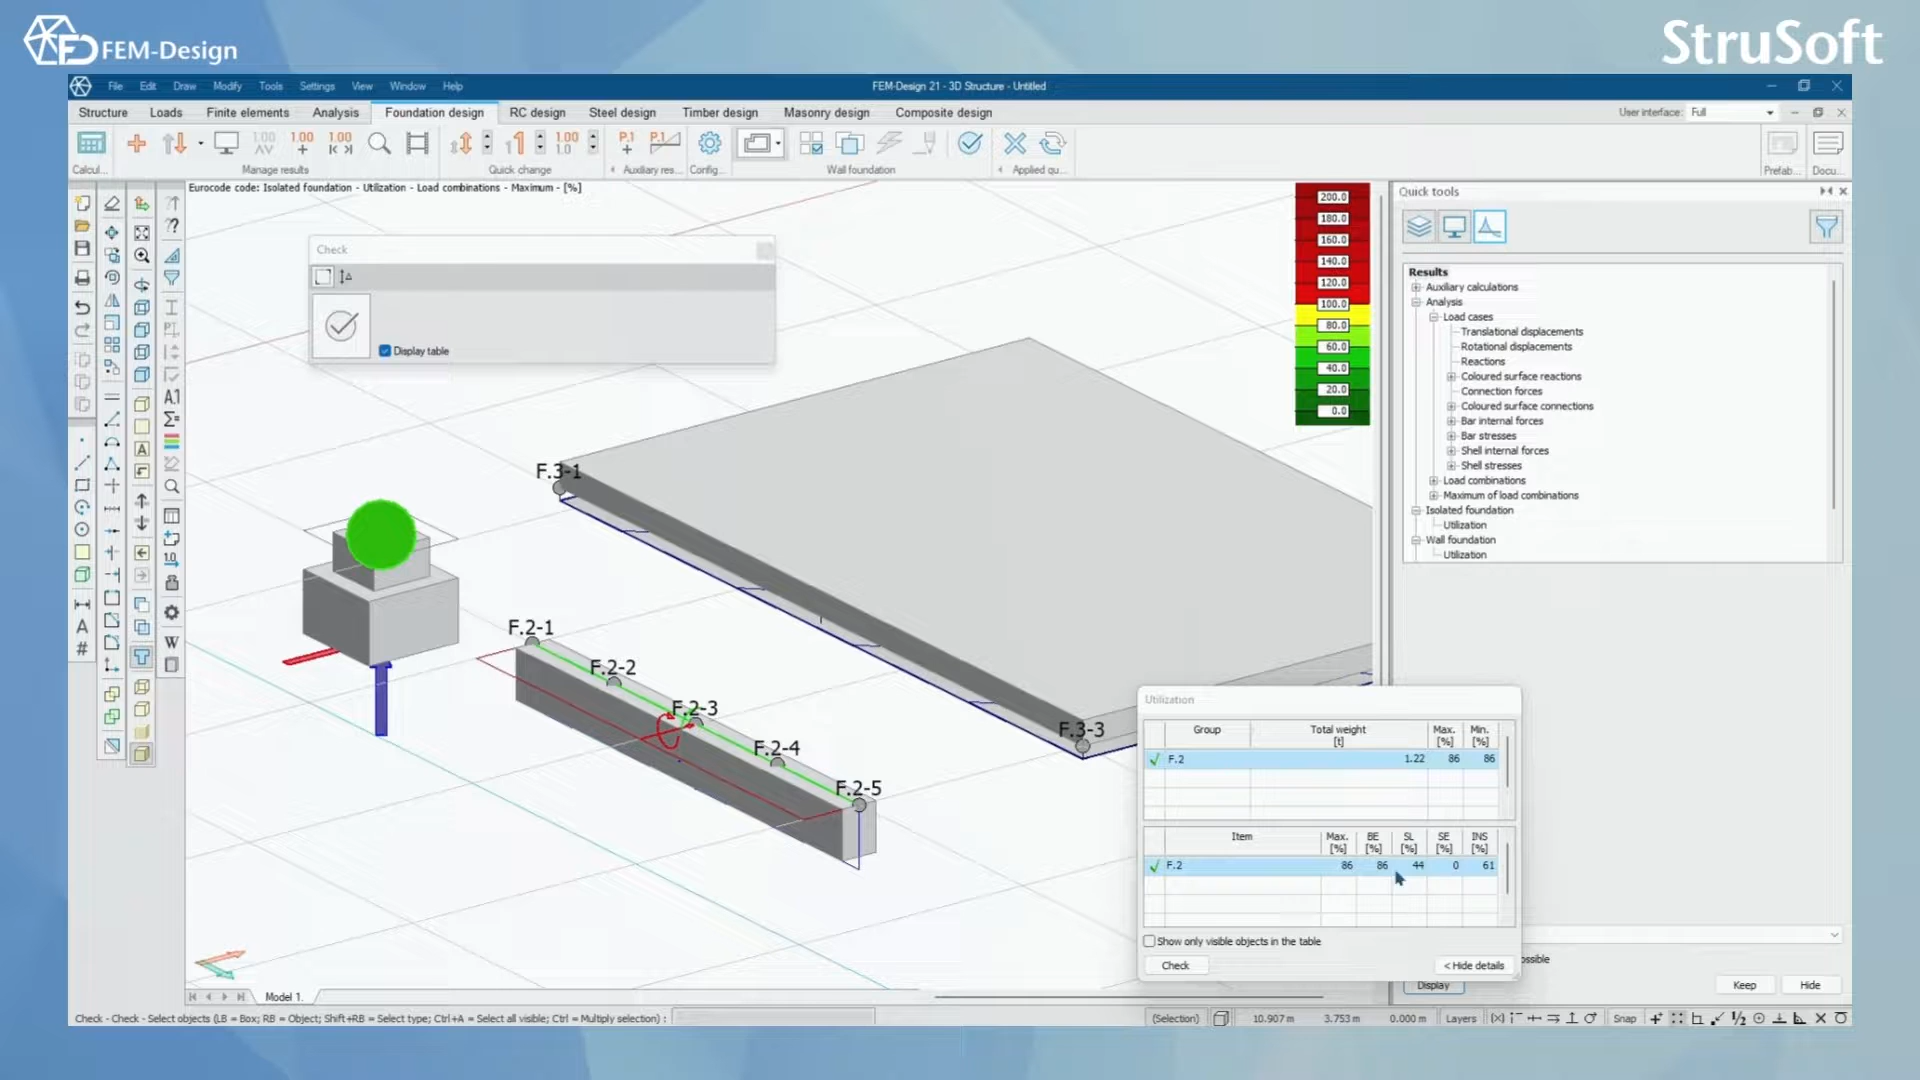 FEM-Design
StruSoft
File Edit Draw Modify Tools Settings View Window Help
FEM-Design 21 - 3D Structure - Untitled
Structure Loads Finite elements Analysis Foundation design RC design Steel design Timber design Masonry design Composite design
User interface: Full
Calcul... Manage results Quick change Auxiliary res... Config... Wall foundation Applied qu... Prefab... Docu...
Eurocode code: Isolated foundation - Utilization - Load combinations - Maximum - [%]
Check
Display table
200.0
180.0
160.0
140.0
120.0
100.0
80.0
60.0
40.0
20.0
0.0
Quick tools
Results
Auxiliary calculations
Analysis
Load cases
Translational displacements
Rotational displacements
Reactions
Coloured surface reactions
Connection forces
Coloured surface connections
Bar internal forces
Bar stresses
Shell internal forces
Shell stresses
Load combinations
Maximum of load combinations
Isolated foundation
Utilization
Wall foundation
Utilization
F.3-1
F.2-1
F.2-2
F.2-3
F.2-4
F.2-5
F.3-3
Utilization
Group Total weight [t] Max. [%] Min. [%]
F.2 1.22 86 86
Item Max. [%] BE [%] SL [%] SE [%] INS [%]
F.2 86 86 44 0 61
Show only visible objects in the table
Check < Hide details
ossible
Display Keep Hide
Model 1.
Check - Check - Select objects (LB = Box; RB = Object; Shift+RB = Select type; Ctrl+A = Select all visible; Ctrl = Multiply selection) :
(Selection) 10.907 m 3.753 m 0.000 m Layers Snap